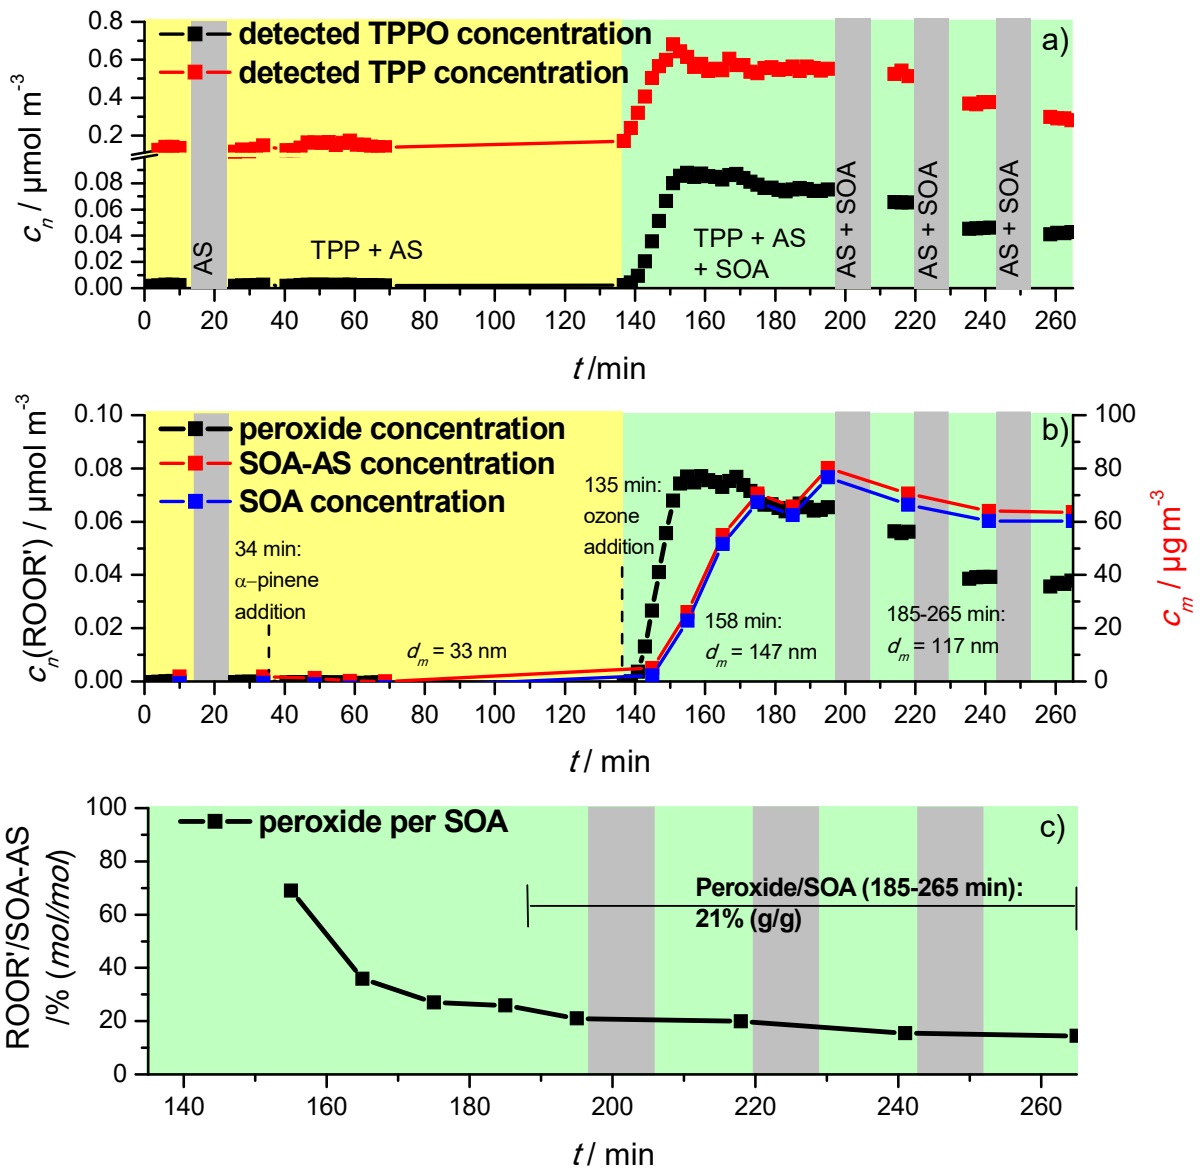 a)
detected TPPO concentration
detected TPP concentration
0.8
0.6
0.4
0.2
0.08
0.06
0.04
0.02
0.00
c_n / µmol m⁻³
AS
TPP + AS
TPP + AS
+ SOA
AS + SOA
AS + SOA
AS + SOA
0 20 40 60 80 100 120 140 160 180 200 220 240 260
t /min
b)
peroxide concentration
SOA-AS concentration
SOA concentration
0.10
0.08
0.06
0.04
0.02
0.00
c_n(ROOR') / µmol m⁻³
100
80
60
40
20
0
c_m / µg m⁻³
34 min:
α−pinene
addition
135 min:
ozone
addition
d_m = 33 nm
158 min:
d_m = 147 nm
185-265 min:
d_m = 117 nm
0 20 40 60 80 100 120 140 160 180 200 220 240 260
t / min
c)
peroxide per SOA
100
80
60
40
20
0
ROOR'/SOA-AS
/% (mol/mol)
Peroxide/SOA (185-265 min):
21% (g/g)
140 160 180 200 220 240 260
t / min